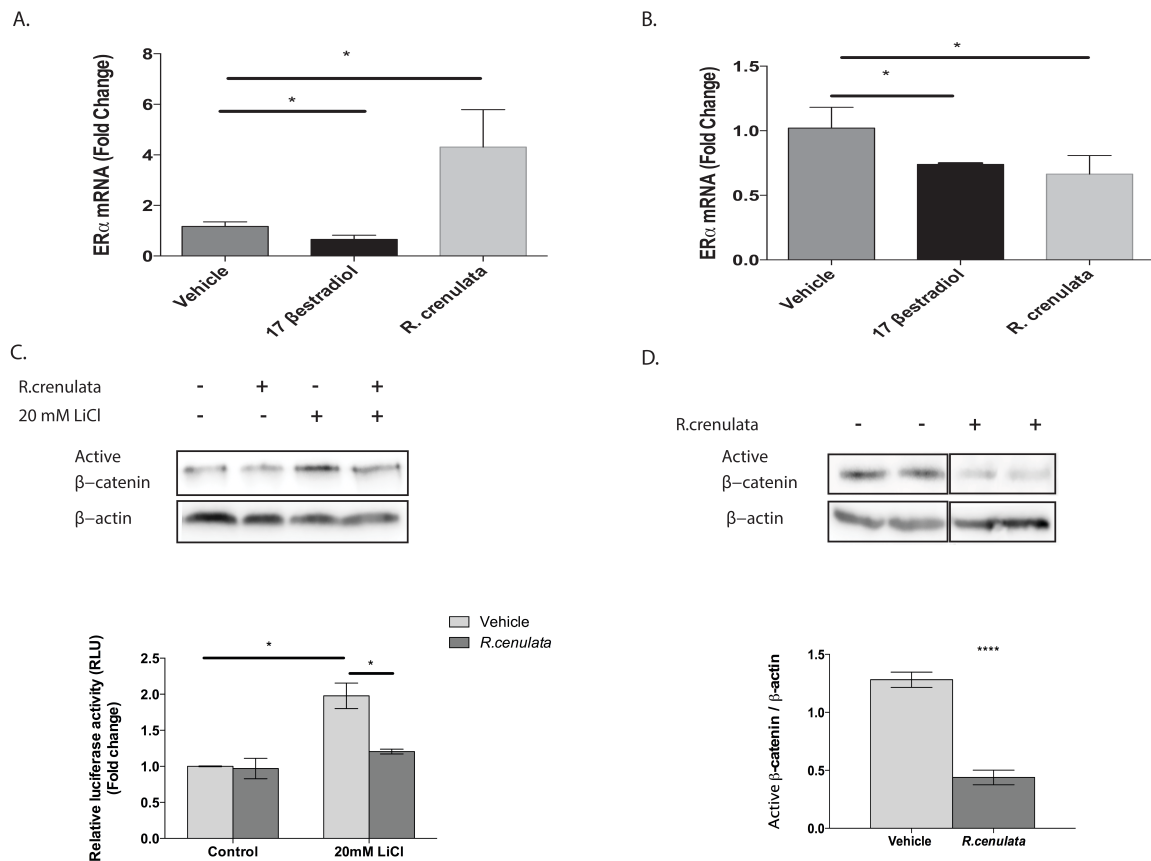 A.
ERα mRNA (Fold Change)
8
6
4
2
0
*
*
Vehicle
17 βestradiol
R. crenulata
B.
ERα mRNA (Fold Change)
1.5
1.0
0.5
0.0
*
*
Vehicle
17 βestradiol
R. crenulata
C.
R.crenulata - + - +
20 mM LiCl - - + +
Active
β−catenin
β−actin
Vehicle
R.cenulata
Relative luciferase activity (RLU)
(Fold change)
2.5
2.0
1.5
1.0
0.5
0.0
*
*
Control
20mM LiCl
D.
R.crenulata - - + +
Active
β−catenin
β−actin
Active β-catenin / β-actin
1.5
1.0
0.5
0.0
****
Vehicle
R.cenulata